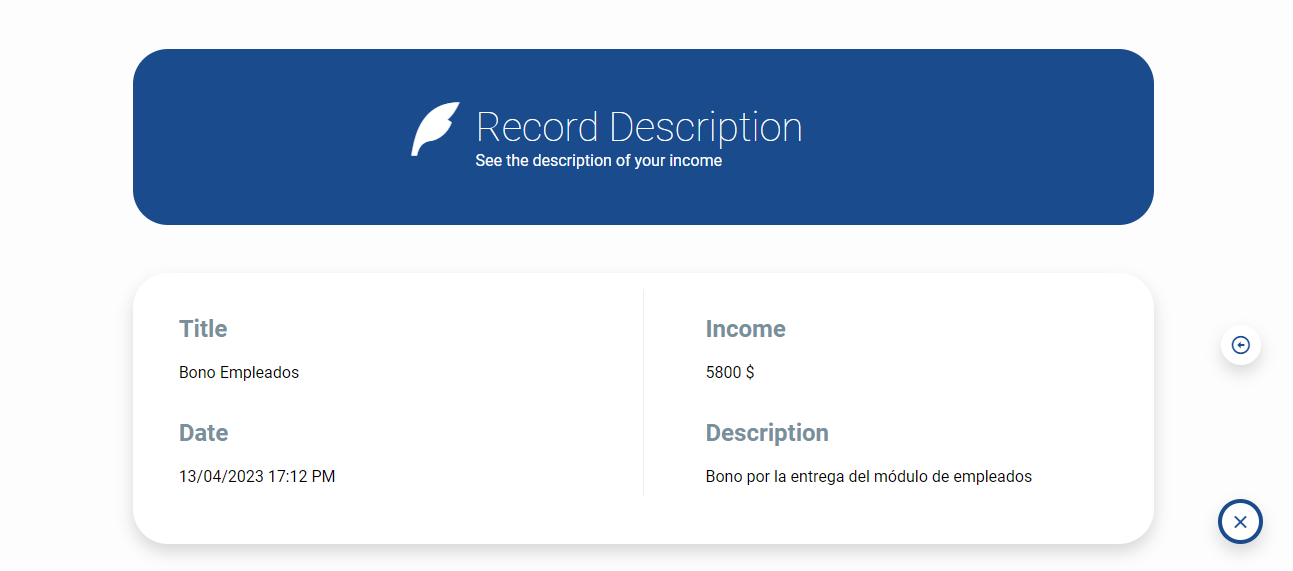 Record Description
See the description of your income
Title
Bono Empleados
Date
13/04/2023 17:12 PM
Income
5800 $
Description
Bono por la entrega del módulo de empleados